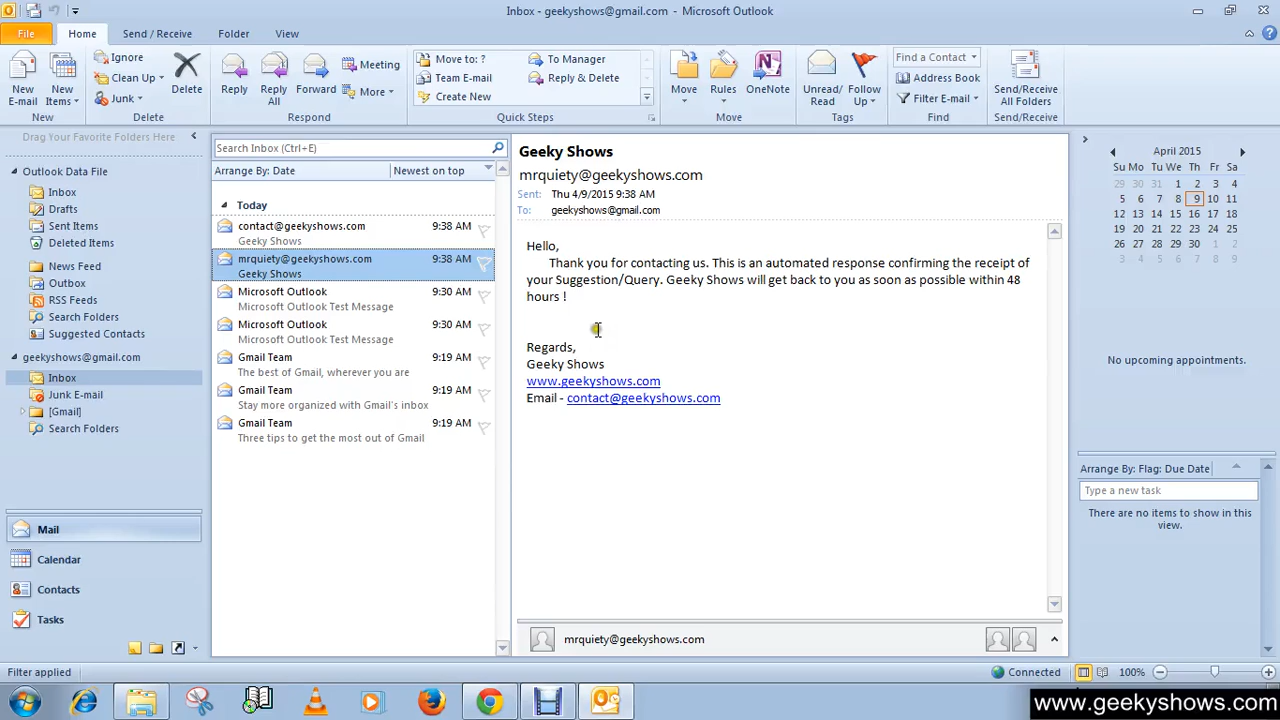 Inbox - geekyshows@gmail.com - Microsoft Outlook
File Home Send / Receive Folder View
New E-mail
New Items
Ignore
Clean Up
Junk
Delete
Reply
Reply All
Forward
Meeting
More
Move to: ?
Team E-mail
Create New
To Manager
Reply & Delete
Move
Rules
OneNote
Unread/ Read
Follow Up
Find a Contact
Address Book
Filter E-mail
Send/Receive All Folders
New Delete Respond Quick Steps Move Tags Find Send/Receive
Drag Your Favorite Folders Here
Outlook Data File
Inbox
Drafts
Sent Items
Deleted Items
News Feed
Outbox
RSS Feeds
Search Folders
Suggested Contacts
geekyshows@gmail.com
Inbox
Junk E-mail
[Gmail]
Search Folders
Mail
Calendar
Contacts
Tasks
Search Inbox (Ctrl+E)
Arrange By: Date Newest on top
Today
contact@geekyshows.com 9:38 AM
Geeky Shows
mrquiety@geekyshows.com 9:38 AM
Geeky Shows
Microsoft Outlook 9:30 AM
Microsoft Outlook Test Message
Microsoft Outlook 9:30 AM
Microsoft Outlook Test Message
Gmail Team 9:19 AM
The best of Gmail, wherever you are
Gmail Team 9:19 AM
Stay more organized with Gmail's inbox
Gmail Team 9:19 AM
Three tips to get the most out of Gmail
Geeky Shows
mrquiety@geekyshows.com
Sent: Thu 4/9/2015 9:38 AM
To: geekyshows@gmail.com
Hello,
Thank you for contacting us. This is an automated response confirming the receipt of
your Suggestion/Query. Geeky Shows will get back to you as soon as possible within 48
hours !
Regards,
Geeky Shows
www.geekyshows.com
Email - contact@geekyshows.com
mrquiety@geekyshows.com
April 2015
Su Mo Tu We Th Fr Sa
29 30 31 1 2 3 4
5 6 7 8 9 10 11
12 13 14 15 16 17 18
19 20 21 22 23 24 25
26 27 28 29 30 1 2
3 4 5 6 7 8 9
No upcoming appointments.
Arrange By: Flag: Due Date
Type a new task
There are no items to show in this
view.
Filter applied
Connected
100%
www.geekyshows.com